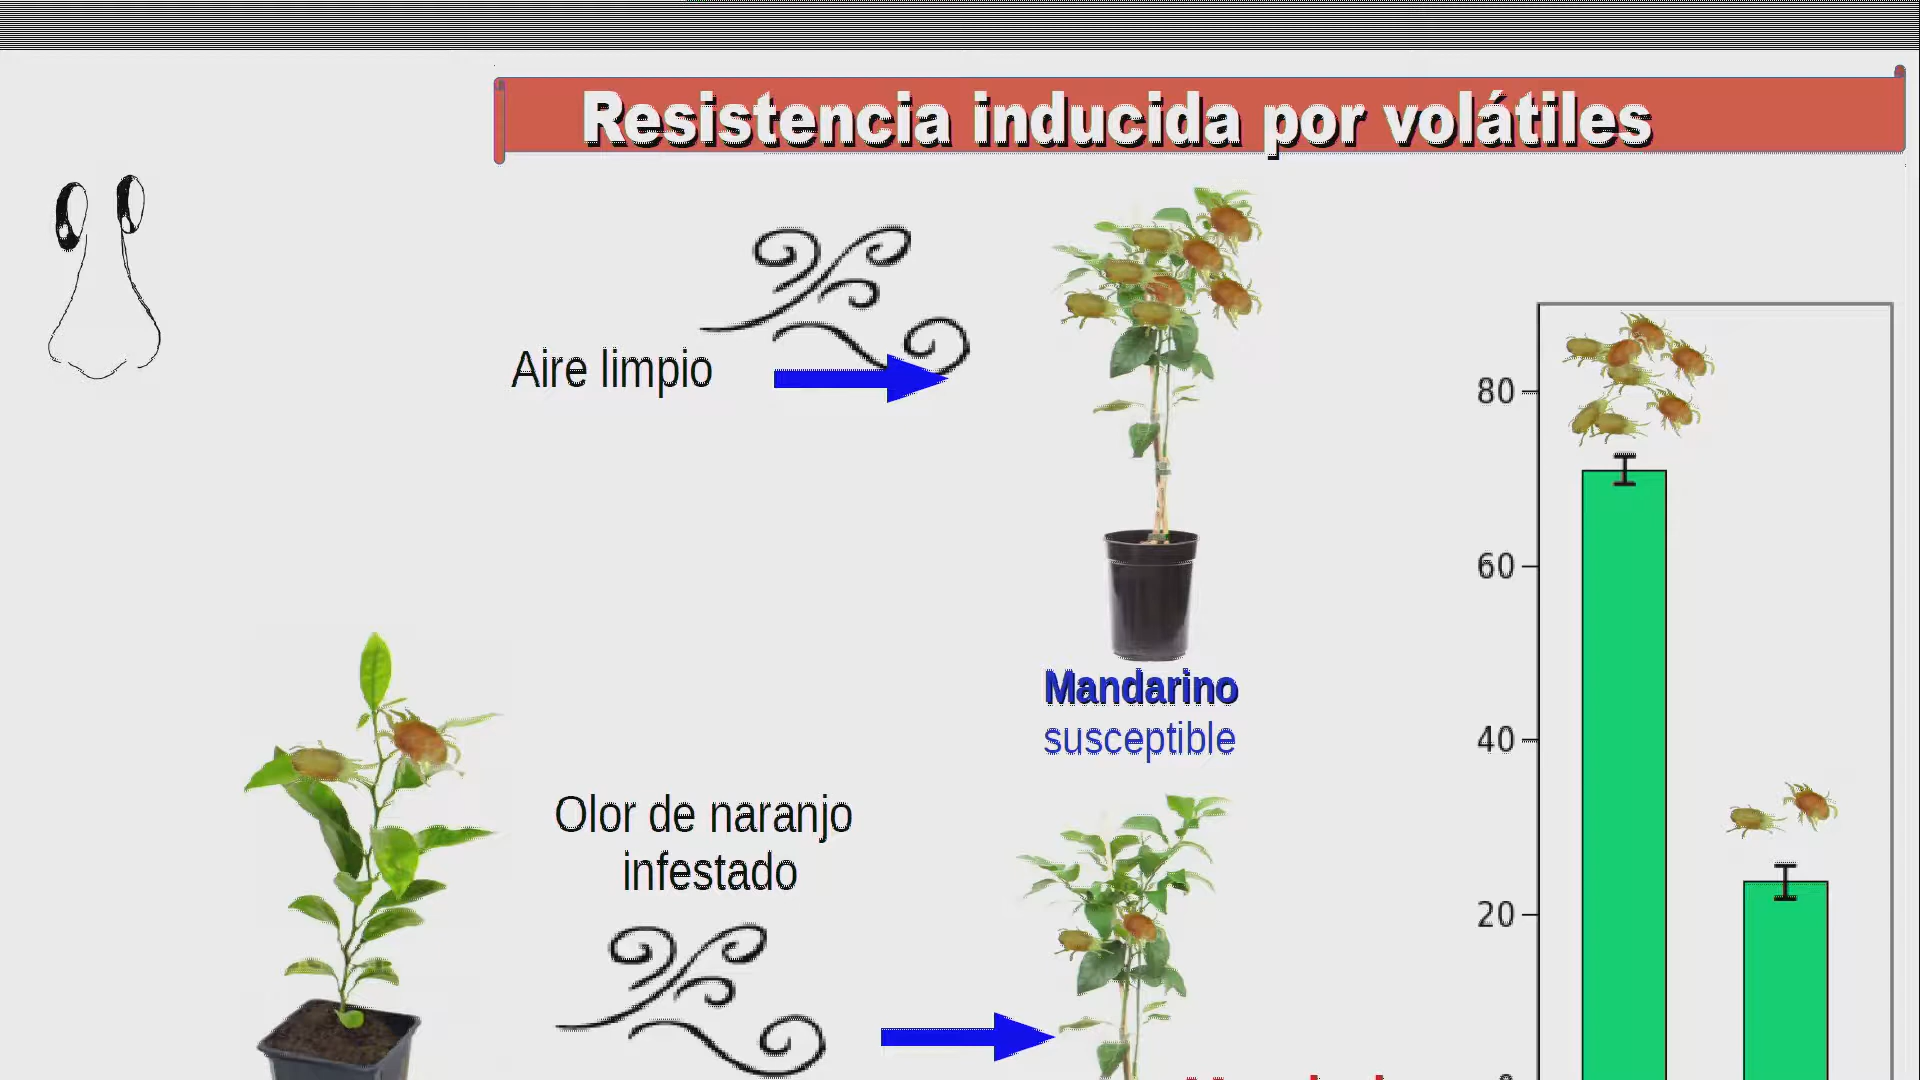 Resistencia inducida por volátiles
Aire limpio
Mandarino
susceptible
Olor de naranjo
infestado
80
60
40
20